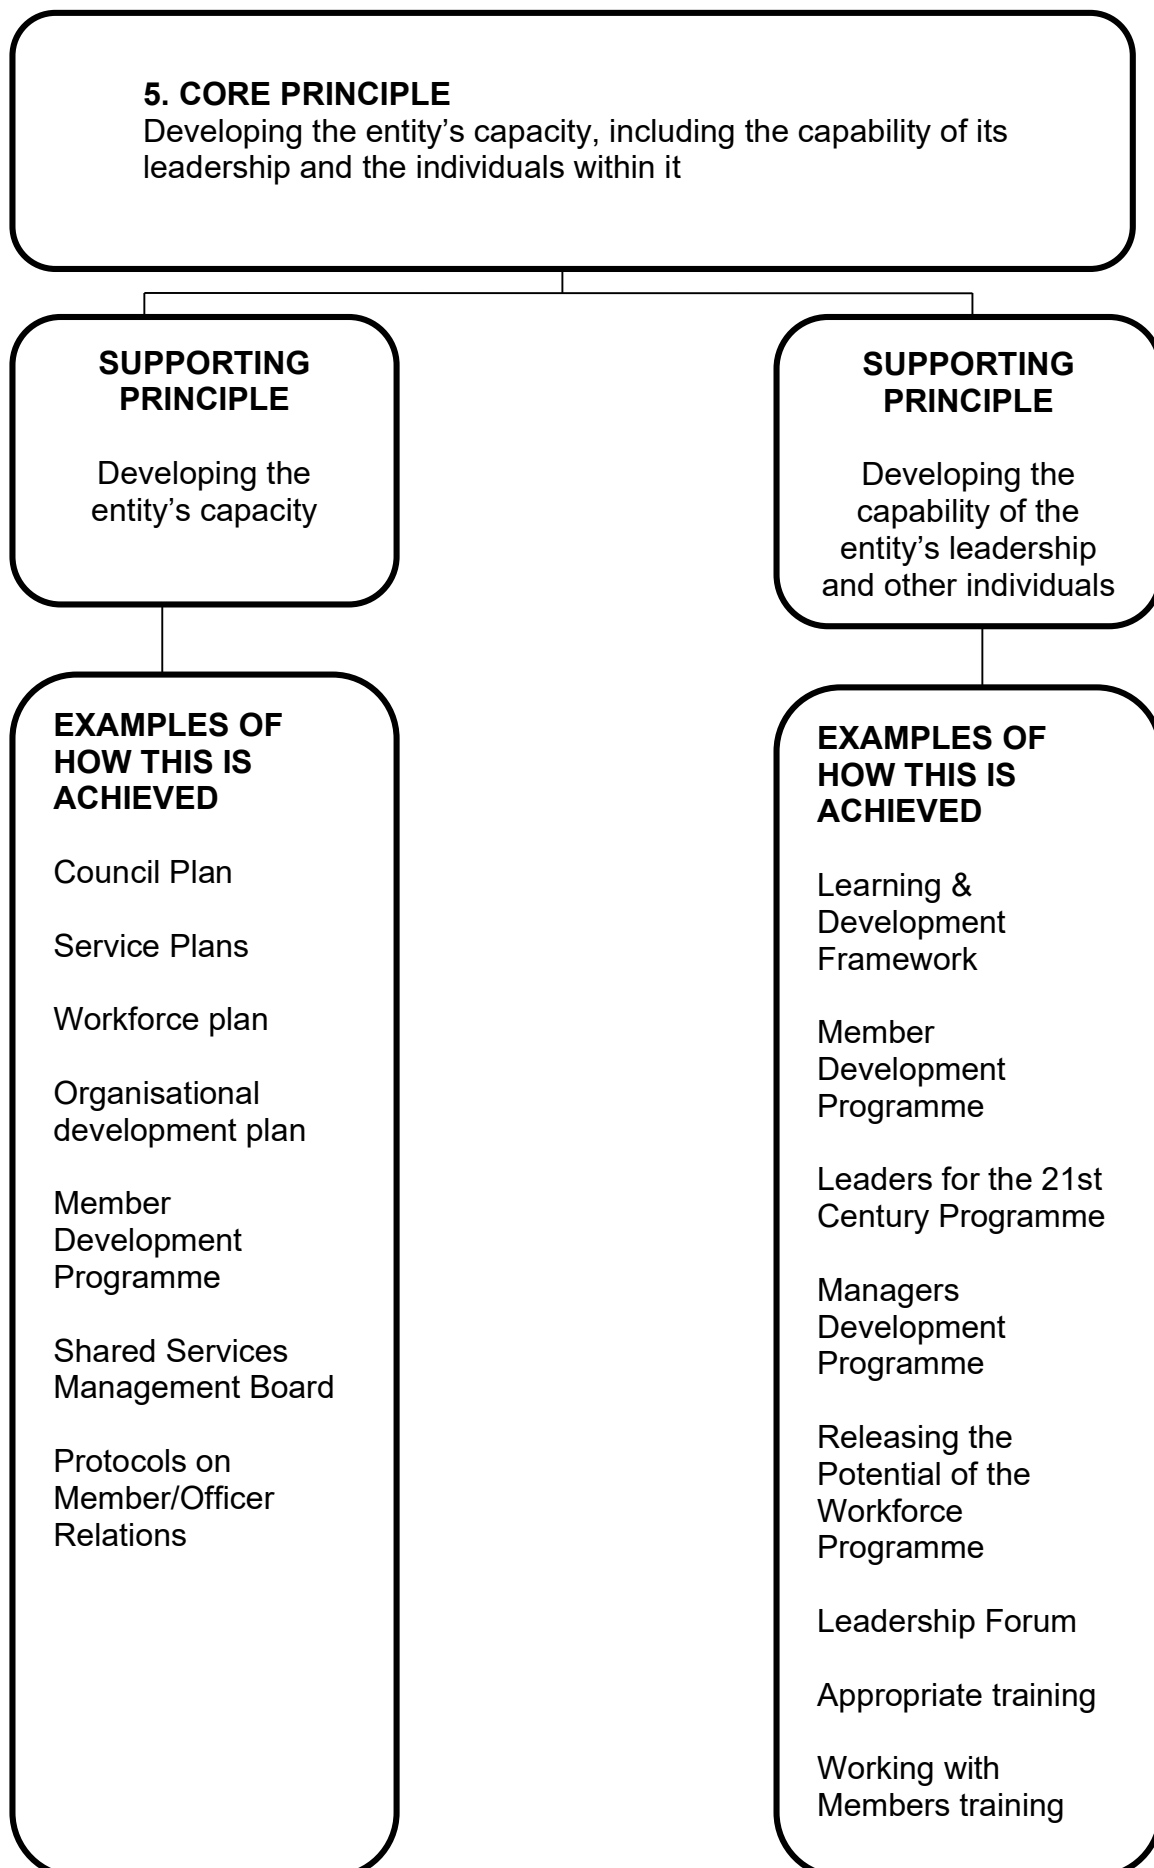 5. CORE PRINCIPLE
Developing the entity’s capacity, including the capability of its
leadership and the individuals within it
SUPPORTING
PRINCIPLE
Developing the
entity’s capacity
SUPPORTING
PRINCIPLE
Developing the
capability of the
entity’s leadership
and other individuals
EXAMPLES OF
HOW THIS IS
ACHIEVED
Council Plan
Service Plans
Workforce plan
Organisational
development plan
Member
Development
Programme
Shared Services
Management Board
Protocols on
Member/Officer
Relations
EXAMPLES OF
HOW THIS IS
ACHIEVED
Learning &
Development
Framework
Member
Development
Programme
Leaders for the 21st
Century Programme
Managers
Development
Programme
Releasing the
Potential of the
Workforce
Programme
Leadership Forum
Appropriate training
Working with
Members training